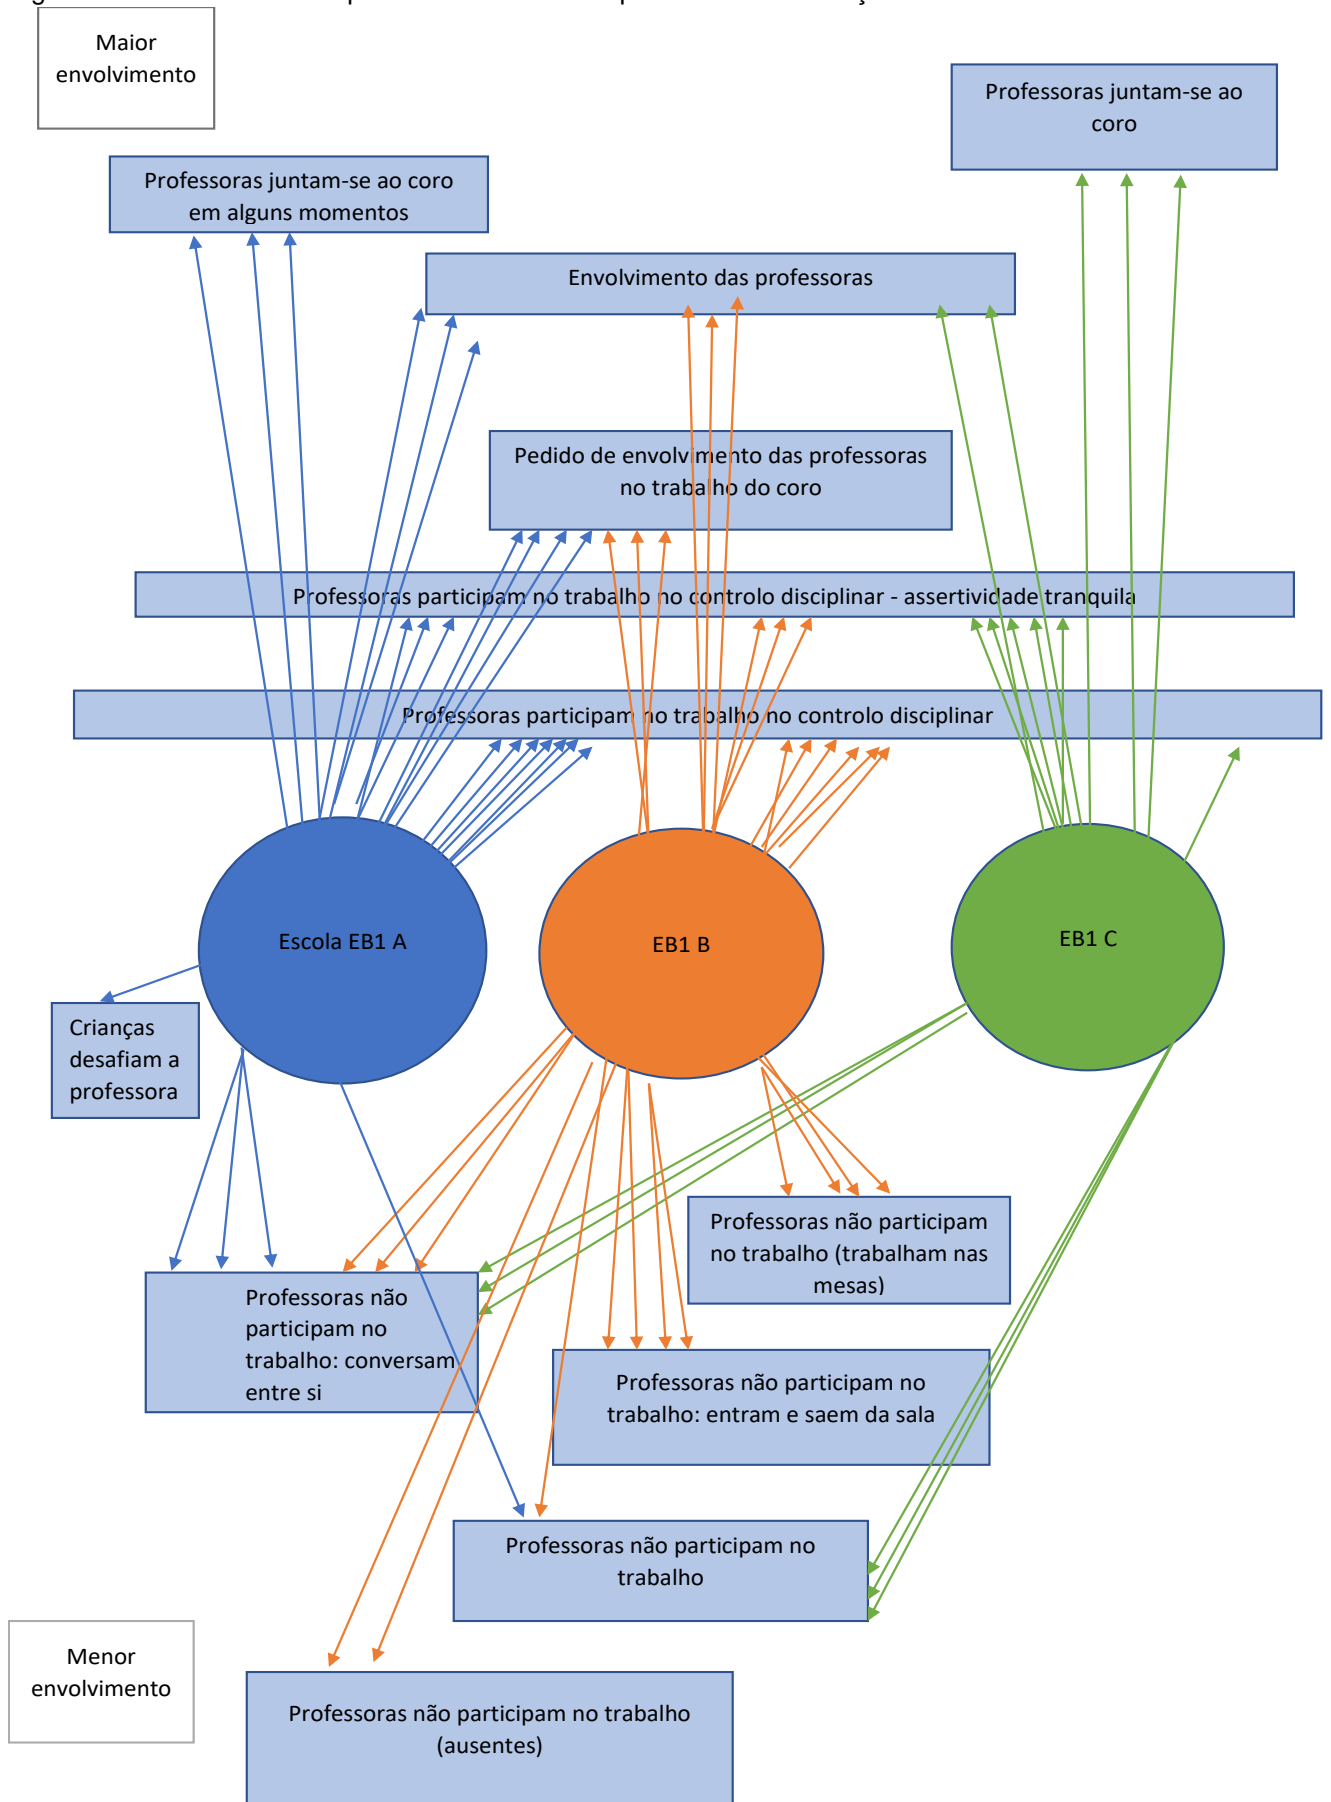 Maior
envolvimento
Professoras juntam-se ao
coro
Professoras juntam-se ao coro
em alguns momentos
Envolvimento das professoras
Pedido de envolvimento das professoras
no trabalho do coro
Professoras participam no trabalho no controlo disciplinar - assertividade tranquila
Professoras participam no trabalho no controlo disciplinar
Escola EB1 A
EB1 B
EB1 C
Crianças
desafiam a
professora
Professoras não participam
no trabalho (trabalham nas
mesas)
Professoras não
participam no
trabalho: conversam
entre si
Professoras não participam no
trabalho: entram e saem da sala
Professoras não participam no
trabalho
Menor
envolvimento
Professoras não participam no trabalho
(ausentes)